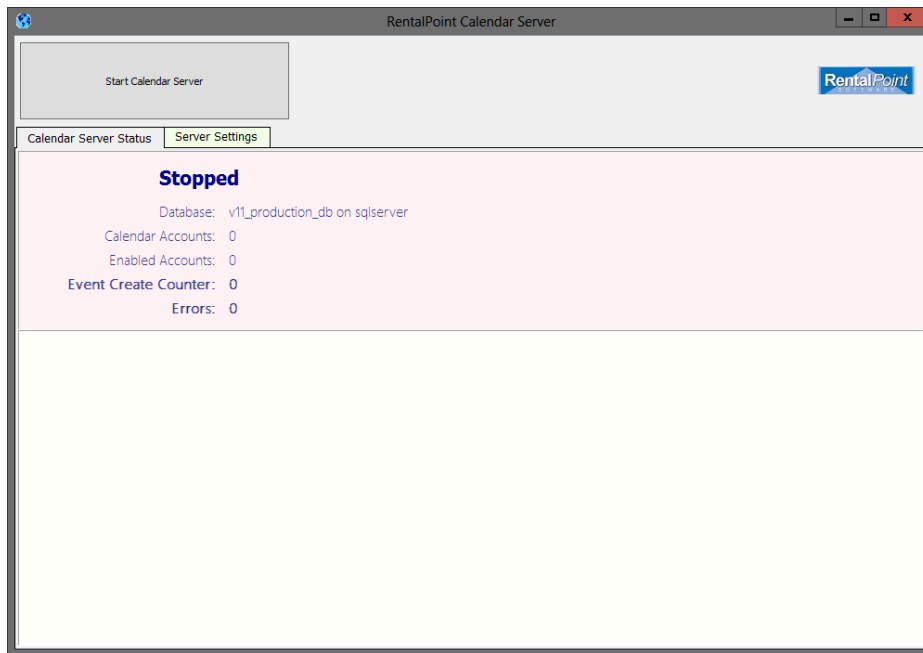 RentalPoint Calendar Server
Start Calendar Server
RentalPoint
SOFTWARE
Calendar Server Status
Server Settings
Stopped
Database: v11_production_db on sqlserver
Calendar Accounts: 0
Enabled Accounts: 0
Event Create Counter: 0
Errors: 0